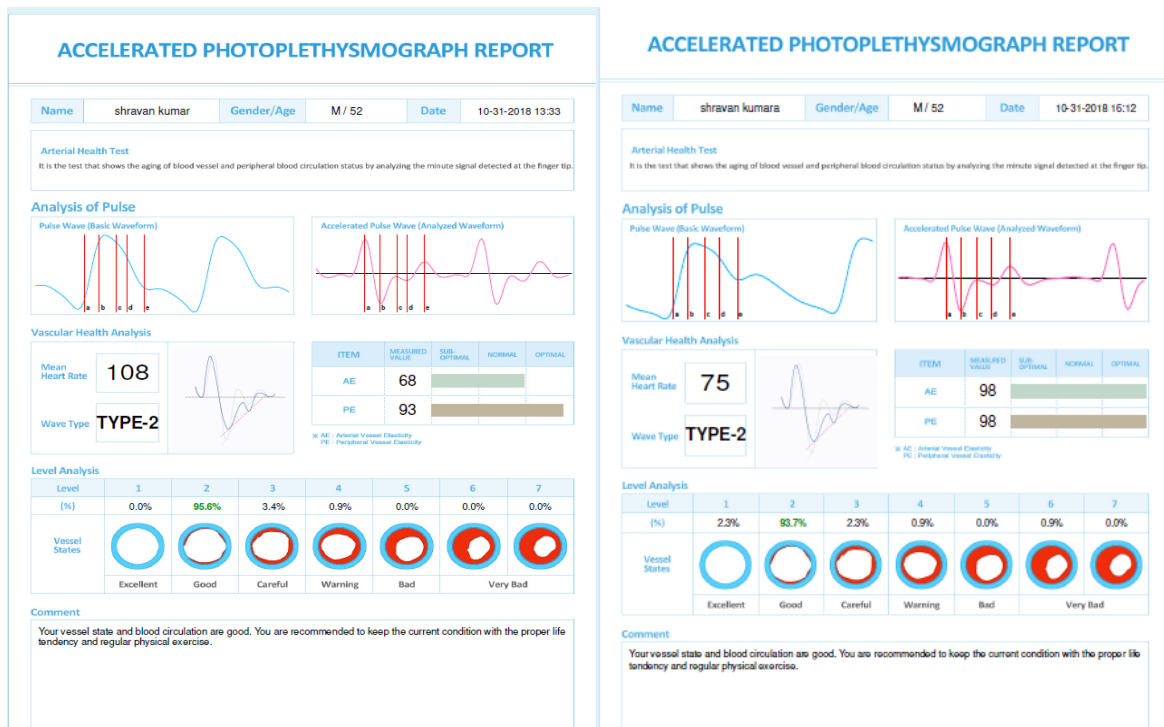 ACCELERATED PHOTOPLETHYSMOGRAPH REPORT
Name shravan kumar Gender/Age M / 52 Date 10-31-2018 13:33
Arterial Health Test
It is the test that shows the aging of blood vessel and peripheral blood circulation status by analyzing the minute signal detected at the finger tip.
Analysis of Pulse
Pulse Wave (Basic Waveform) Accelerated Pulse Wave (Analyzed Waveform)
a b c d e a b c d e
Vascular Health Analysis
Mean Heart Rate 108
Wave Type TYPE-2
ITEM MEASURED VALUE SUB-OPTIMAL NORMAL OPTIMAL
AE 68
PE 93
※ AE : Arterial Vessel Elasticity
PE : Peripheral Vessel Elasticity
Level Analysis
Level 1 2 3 4 5 6 7
(%) 0.0% 95.6% 3.4% 0.9% 0.0% 0.0% 0.0%
Vessel States
Excellent Good Careful Warning Bad Very Bad
Comment
Your vessel state and blood circulation are good. You are recommended to keep the current condition with the proper life
tendency and regular physical exercise.
ACCELERATED PHOTOPLETHYSMOGRAPH REPORT
Name shravan kumara Gender/Age M / 52 Date 10-31-2018 16:12
Arterial Health Test
It is the test that shows the aging of blood vessel and peripheral blood circulation status by analyzing the minute signal detected at the finger tip.
Analysis of Pulse
Pulse Wave (Basic Waveform) Accelerated Pulse Wave (Analyzed Waveform)
a b c d e a b c d e
Vascular Health Analysis
Mean Heart Rate 75
Wave Type TYPE-2
ITEM MEASURED VALUE SUB-OPTIMAL NORMAL OPTIMAL
AE 98
PE 98
※ AE : Arterial Vessel Elasticity
PE : Peripheral Vessel Elasticity
Level Analysis
Level 1 2 3 4 5 6 7
(%) 2.3% 93.7% 2.3% 0.9% 0.0% 0.9% 0.0%
Vessel States
Excellent Good Careful Warning Bad Very Bad
Comment
Your vessel state and blood circulation are good. You are recommended to keep the current condition with the proper life
tendency and regular physical exercise.